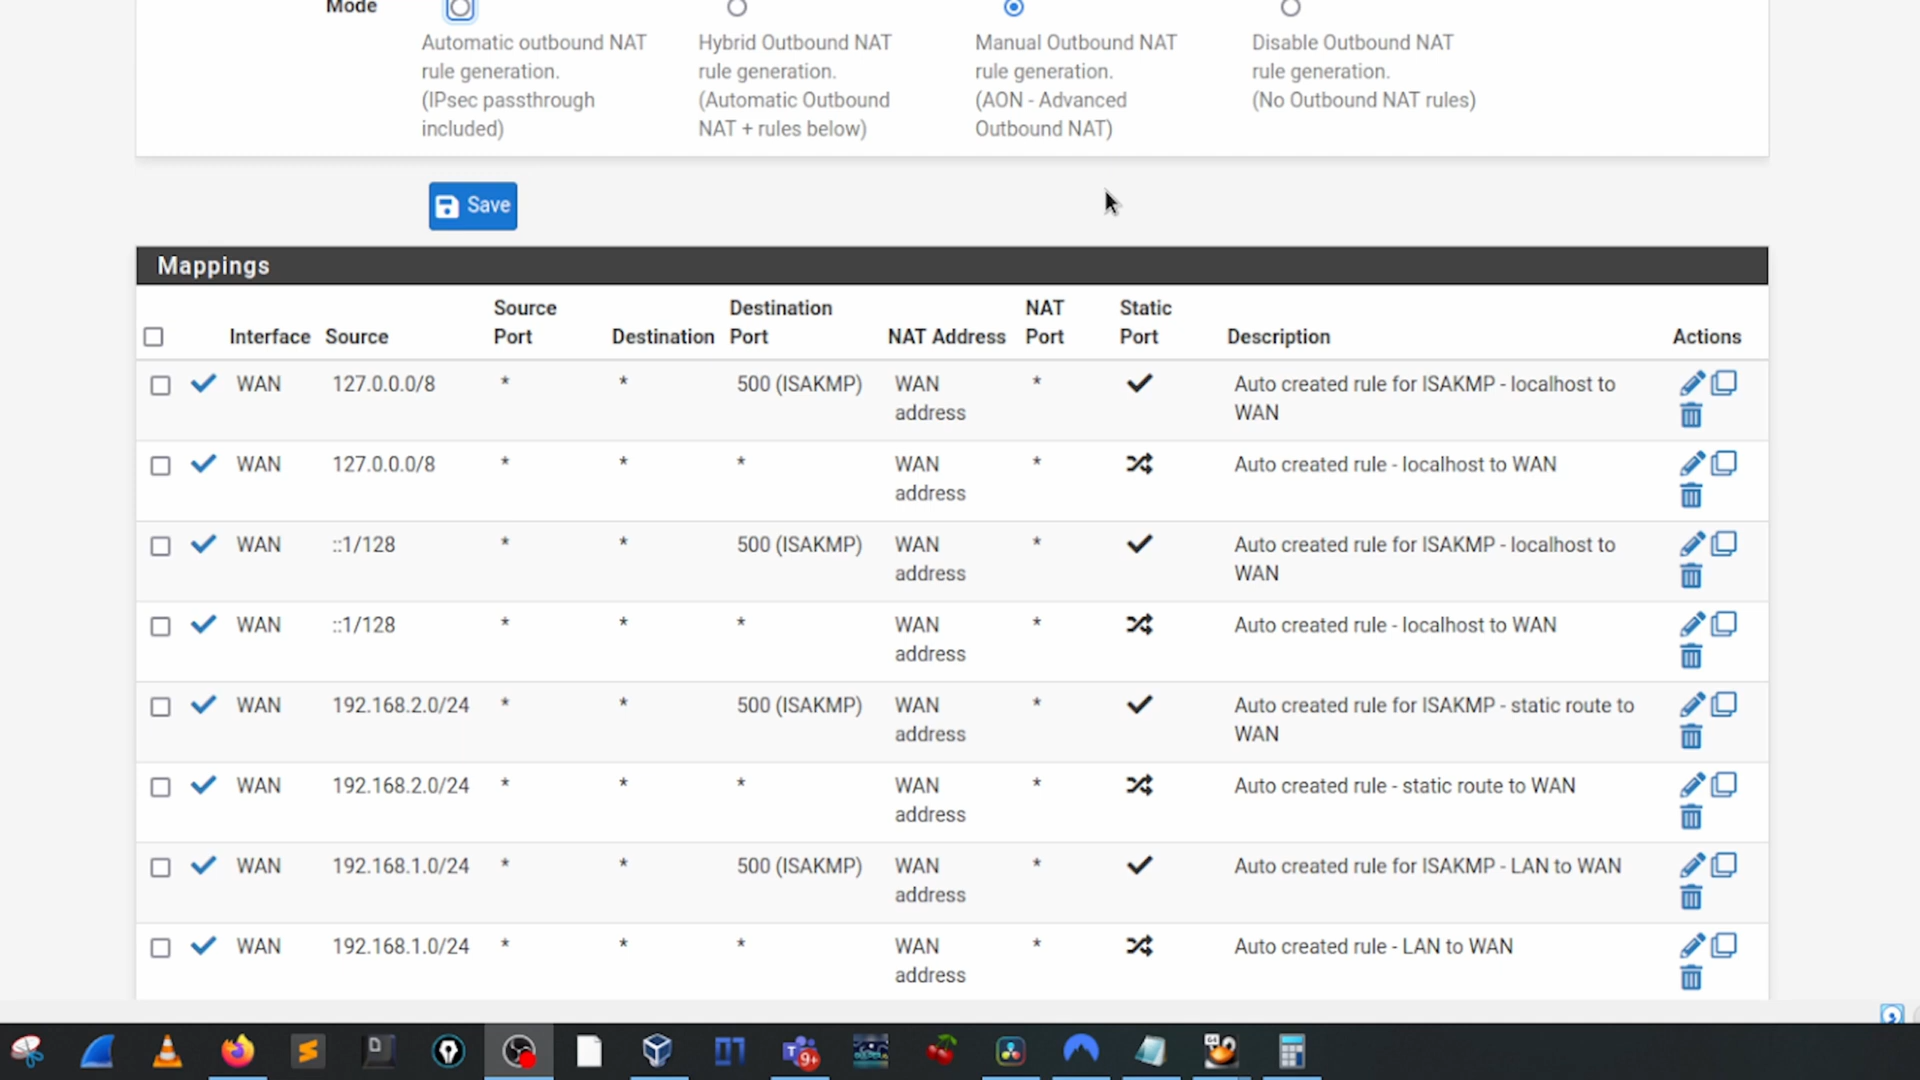 Mode
Automatic outbound NAT
rule generation.
(IPsec passthrough
included)
Hybrid Outbound NAT
rule generation.
(Automatic Outbound
NAT + rules below)
Manual Outbound NAT
rule generation.
(AON - Advanced
Outbound NAT)
Disable Outbound NAT
rule generation.
(No Outbound NAT rules)
Save
Mappings
Interface Source Source Port Destination Destination Port NAT Address NAT Port Static Port Description Actions
WAN 127.0.0.0/8 * * 500 (ISAKMP) WAN address * Auto created rule for ISAKMP - localhost to WAN
WAN 127.0.0.0/8 * * * WAN address * Auto created rule - localhost to WAN
WAN ::1/128 * * 500 (ISAKMP) WAN address * Auto created rule for ISAKMP - localhost to WAN
WAN ::1/128 * * * WAN address * Auto created rule - localhost to WAN
WAN 192.168.2.0/24 * * 500 (ISAKMP) WAN address * Auto created rule for ISAKMP - static route to WAN
WAN 192.168.2.0/24 * * * WAN address * Auto created rule - static route to WAN
WAN 192.168.1.0/24 * * 500 (ISAKMP) WAN address * Auto created rule for ISAKMP - LAN to WAN
WAN 192.168.1.0/24 * * * WAN address * Auto created rule - LAN to WAN
9+
64